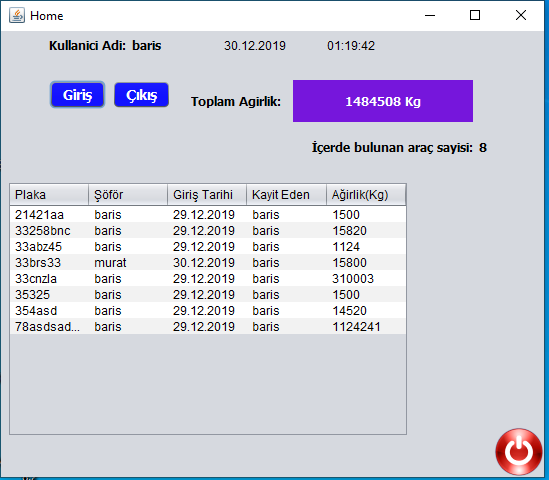 Home
Kullanici Adi: baris 30.12.2019 01:19:42
Giriş Çıkış Toplam Agirlik: 1484508 Kg
İçerde bulunan araç sayisi: 8
Plaka Şöför Giriş Tarihi Kayit Eden Ağirlik(Kg)
21421aa baris 29.12.2019 baris 1500
33258bnc baris 29.12.2019 baris 15820
33abz45 baris 29.12.2019 baris 1124
33brs33 murat 30.12.2019 baris 15800
33cnzla baris 29.12.2019 baris 310003
35325 baris 29.12.2019 baris 1500
354asd baris 29.12.2019 baris 14520
78asdsad... baris 29.12.2019 baris 1124241